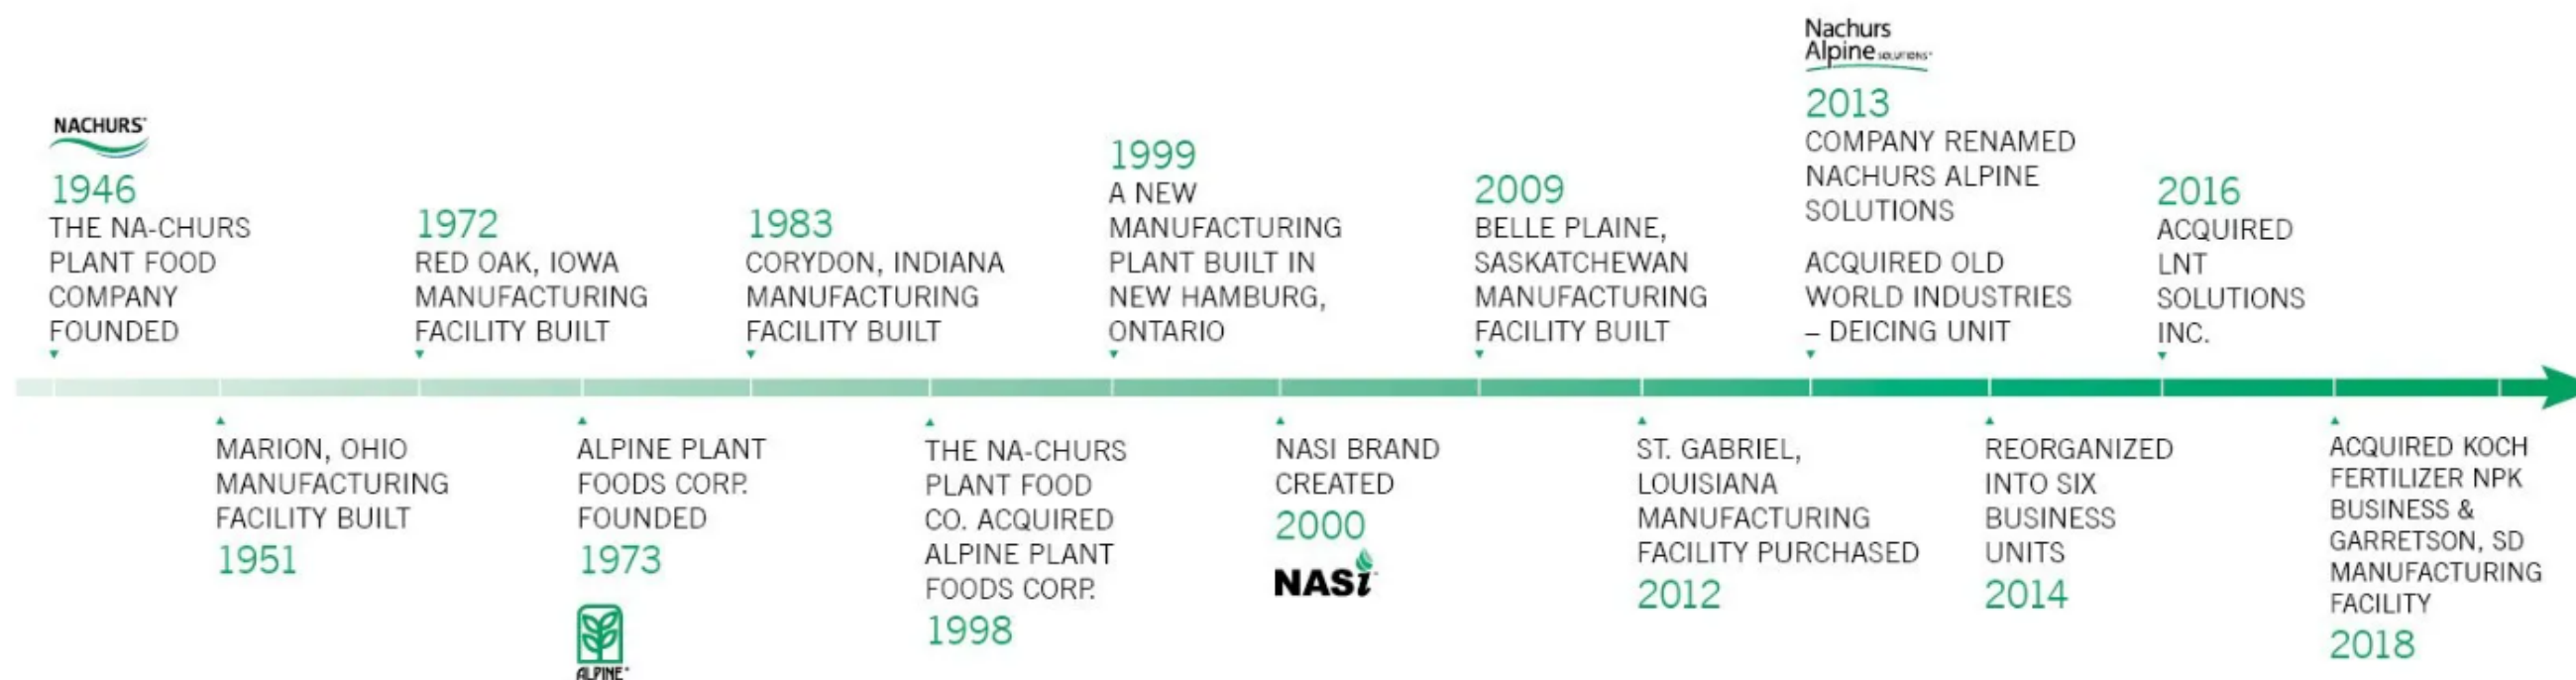 NACHURS
1946
THE NA-CHURS
PLANT FOOD
COMPANY
FOUNDED
MARION, OHIO
MANUFACTURING
FACILITY BUILT
1951
1972
RED OAK, IOWA
MANUFACTURING
FACILITY BUILT
ALPINE PLANT
FOODS CORP.
FOUNDED
1973
ALPINE
1983
CORYDON, INDIANA
MANUFACTURING
FACILITY BUILT
THE NA-CHURS
PLANT FOOD
CO. ACQUIRED
ALPINE PLANT
FOODS CORP.
1998
1999
A NEW
MANUFACTURING
PLANT BUILT IN
NEW HAMBURG,
ONTARIO
NASI BRAND
CREATED
2000
NASi
2009
BELLE PLAINE,
SASKATCHEWAN
MANUFACTURING
FACILITY BUILT
ST. GABRIEL,
LOUISIANA
MANUFACTURING
FACILITY PURCHASED
2012
Nachurs
Alpine SOLUTIONS
2013
COMPANY RENAMED
NACHURS ALPINE
SOLUTIONS
ACQUIRED OLD
WORLD INDUSTRIES
– DEICING UNIT
REORGANIZED
INTO SIX
BUSINESS
UNITS
2014
2016
ACQUIRED
LNT
SOLUTIONS
INC.
ACQUIRED KOCH
FERTILIZER NPK
BUSINESS &
GARRETSON, SD
MANUFACTURING
FACILITY
2018